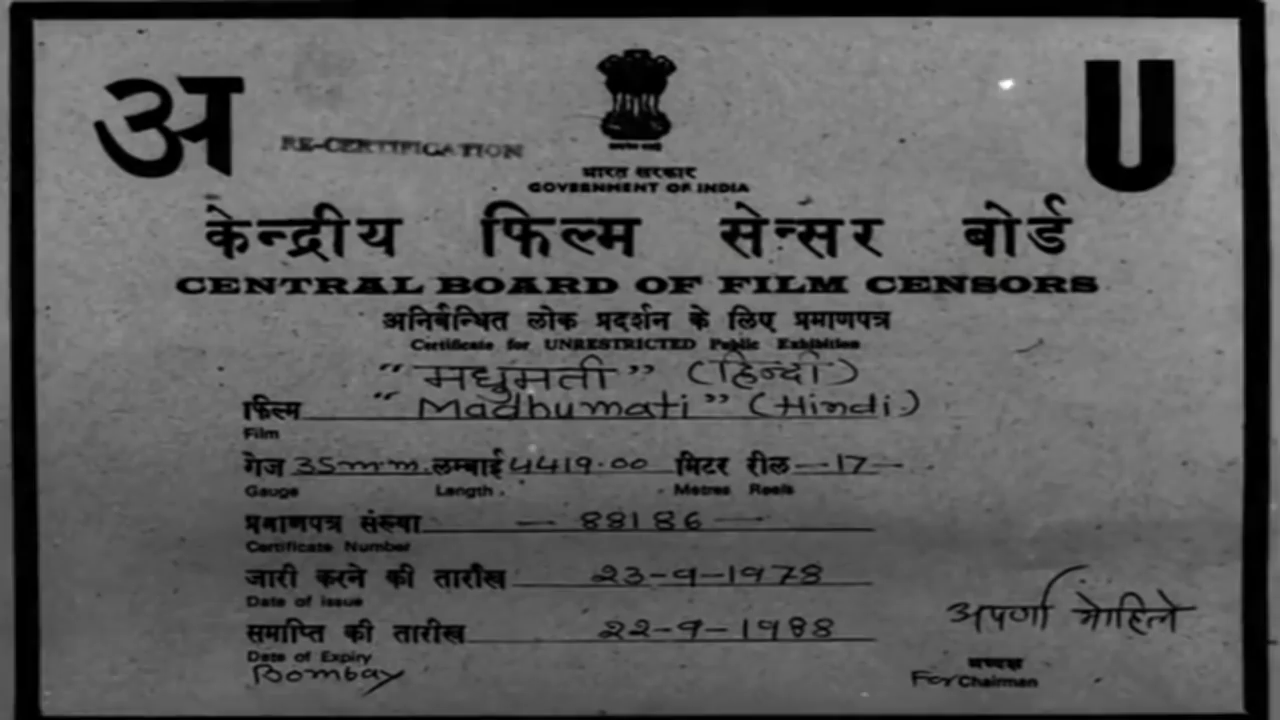 अ U
RE-CERTIFICATION
भारत सरकार
GOVERNMENT OF INDIA
केन्द्रीय फिल्म सेन्सर बोर्ड
CENTRAL BOARD OF FILM CENSORS
अनिर्बन्धित लोक प्रदर्शन के लिए प्रमाणपत्र
Certificate for UNRESTRICTED Public Exhibition
"मधुमती" (हिन्दी)
फिल्म "Madhumati" (Hindi.)
Film
गेज 35m.m. लम्बाई 4419.00 मिटर रील -17-
Gauge Length. Metres Reels
प्रमाणपत्र संख्या - 88186 -
Certificate Number
जारी करने की तारीख 23-9-1978
Date of issue
समाप्ति की तारीख 22-9-1988
Date of Expiry
Bombay
अपर्णा मोहिले
अध्यक्ष
For Chairman